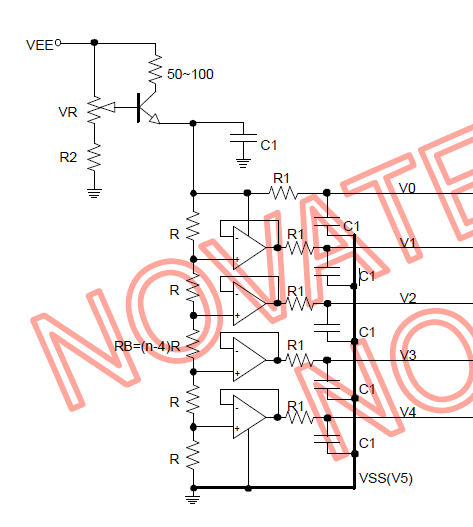 VEE
50~100
VR
R2
C1
R1
V0
C1
R
- +
R1
V1
C1
R
- +
R1
V2
C1
RB=(n-4)R
- +
R1
V3
C1
R
- +
R1
V4
C1
R
VSS(V5)
NOVATE
NO